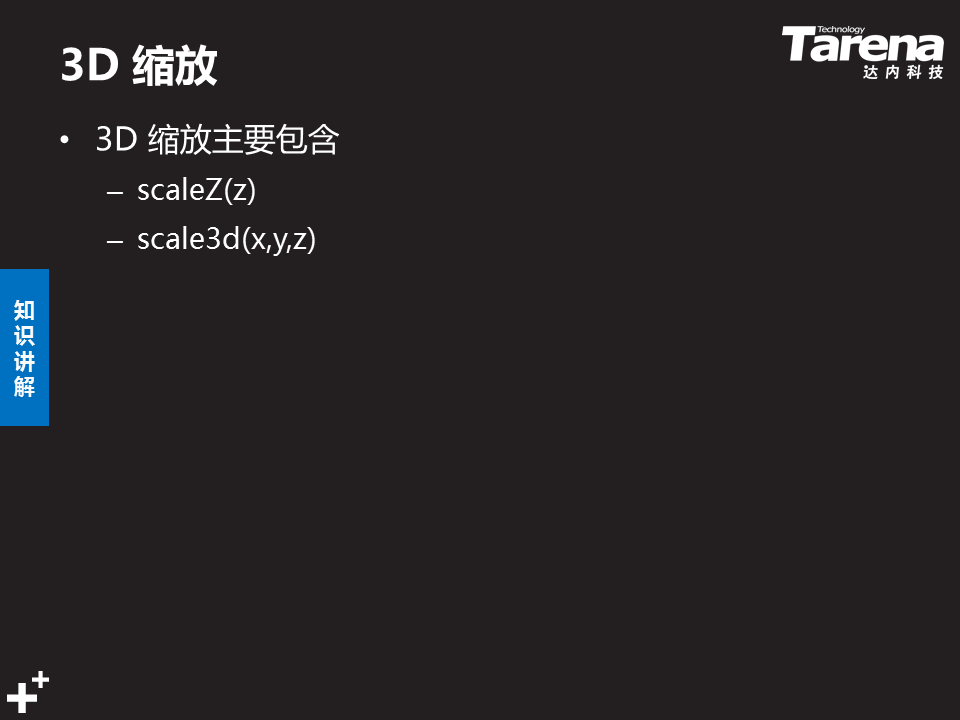 3D 缩放
Technology
Tarena
达内科技
• 3D 缩放主要包含
– scaleZ(z)
– scale3d(x,y,z)
知识讲解